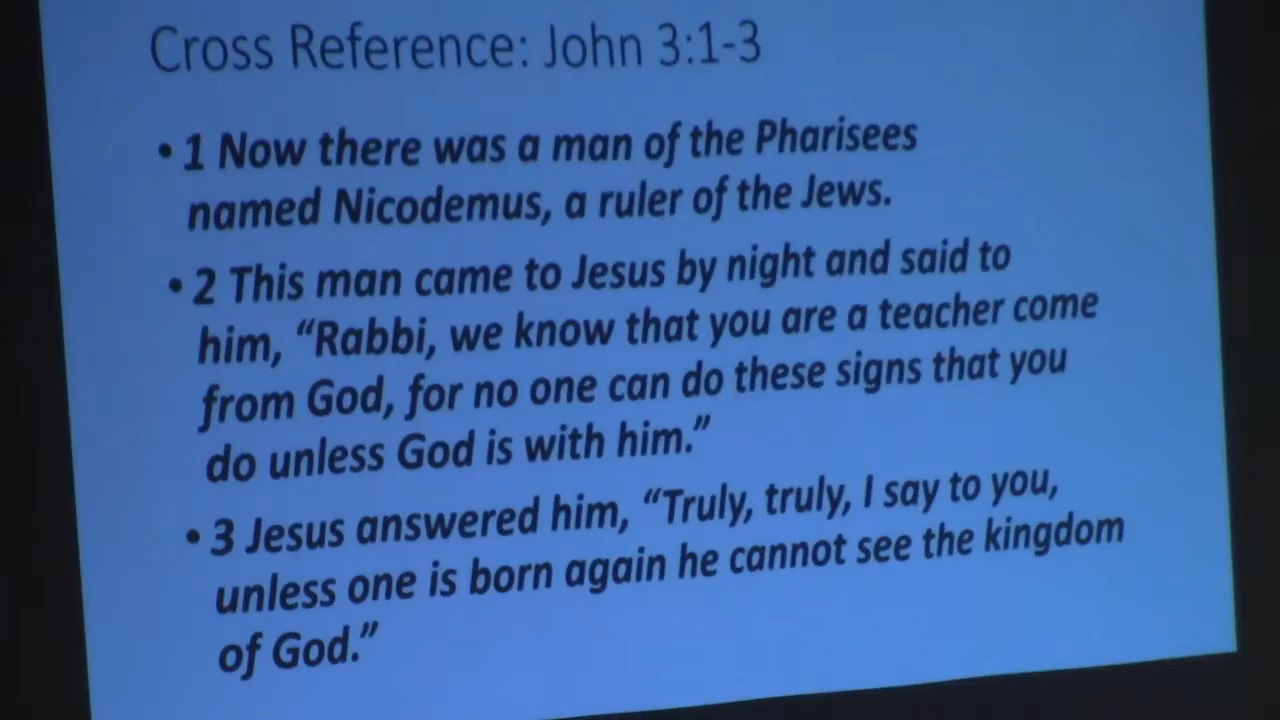 Cross Reference: John 3:1-3
• 1 Now there was a man of the Pharisees
named Nicodemus, a ruler of the Jews.
• 2 This man came to Jesus by night and said to
him, “Rabbi, we know that you are a teacher come
from God, for no one can do these signs that you
do unless God is with him.”
• 3 Jesus answered him, “Truly, truly, I say to you,
unless one is born again he cannot see the kingdom
of God.”